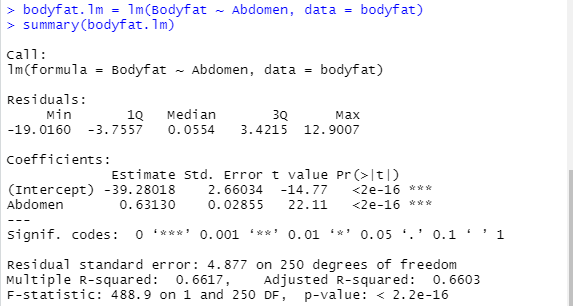 > bodyfat.lm = lm(Bodyfat ~ Abdomen, data = bodyfat)
> summary(bodyfat.lm)
Call:
lm(formula = Bodyfat ~ Abdomen, data = bodyfat)
Residuals:
     Min       1Q   Median       3Q      Max
-19.0160  -3.7557   0.0554   3.4215  12.9007
Coefficients:
             Estimate Std. Error t value Pr(>|t|)
(Intercept) -39.28018    2.66034  -14.77   <2e-16 ***
Abdomen       0.63130    0.02855   22.11   <2e-16 ***
---
Signif. codes:  0 ‘***’ 0.001 ‘**’ 0.01 ‘*’ 0.05 ‘.’ 0.1 ‘ ’ 1
Residual standard error: 4.877 on 250 degrees of freedom
Multiple R-squared:  0.6617,	Adjusted R-squared:  0.6603
F-statistic: 488.9 on 1 and 250 DF,  p-value: < 2.2e-16